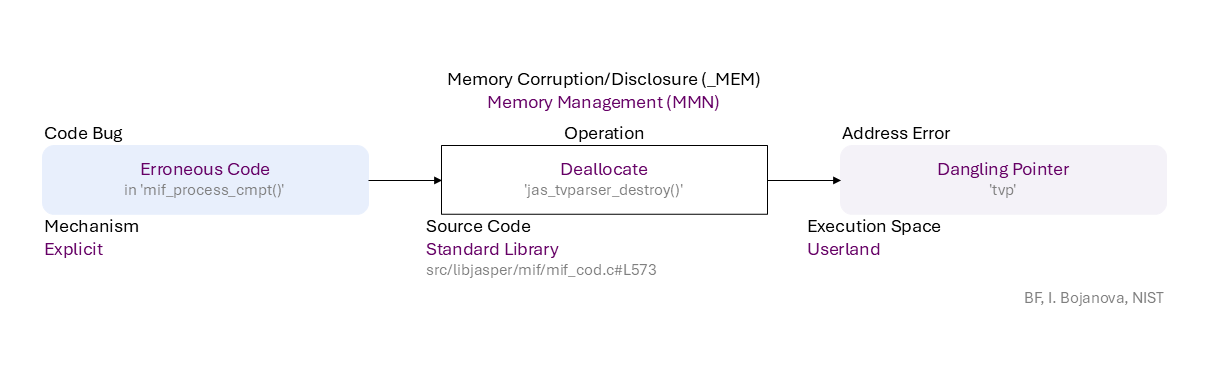 Memory Corruption/Disclosure (_MEM)
Memory Management (MMN)
Code Bug
Operation
Address Error
Erroneous Code
in 'mif_process_cmpt()'
Deallocate
'jas_tvparser_destroy()'
Dangling Pointer
'tvp'
Mechanism
Explicit
Source Code
Standard Library
src/libjasper/mif/mif_cod.c#L573
Execution Space
Userland
BF, I. Bojanova, NIST